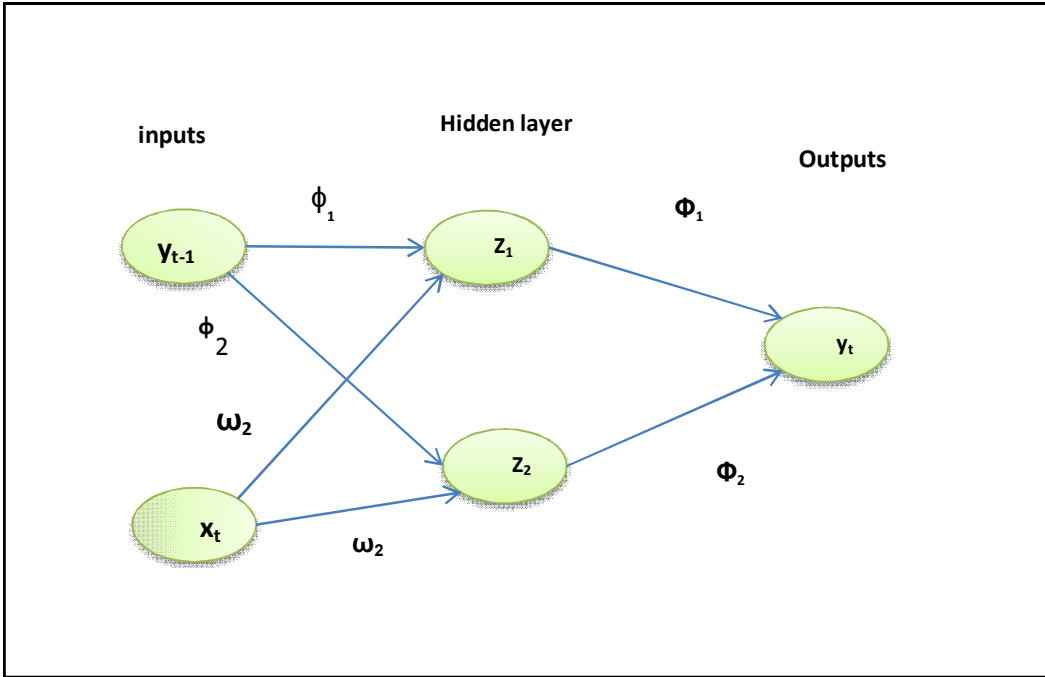 inputs
Hidden layer
Outputs
ϕ₁
Φ₁
yₜ₋₁
Z₁
ϕ₂
yₜ
ω₂
Z₂
Φ₂
xₜ
ω₂